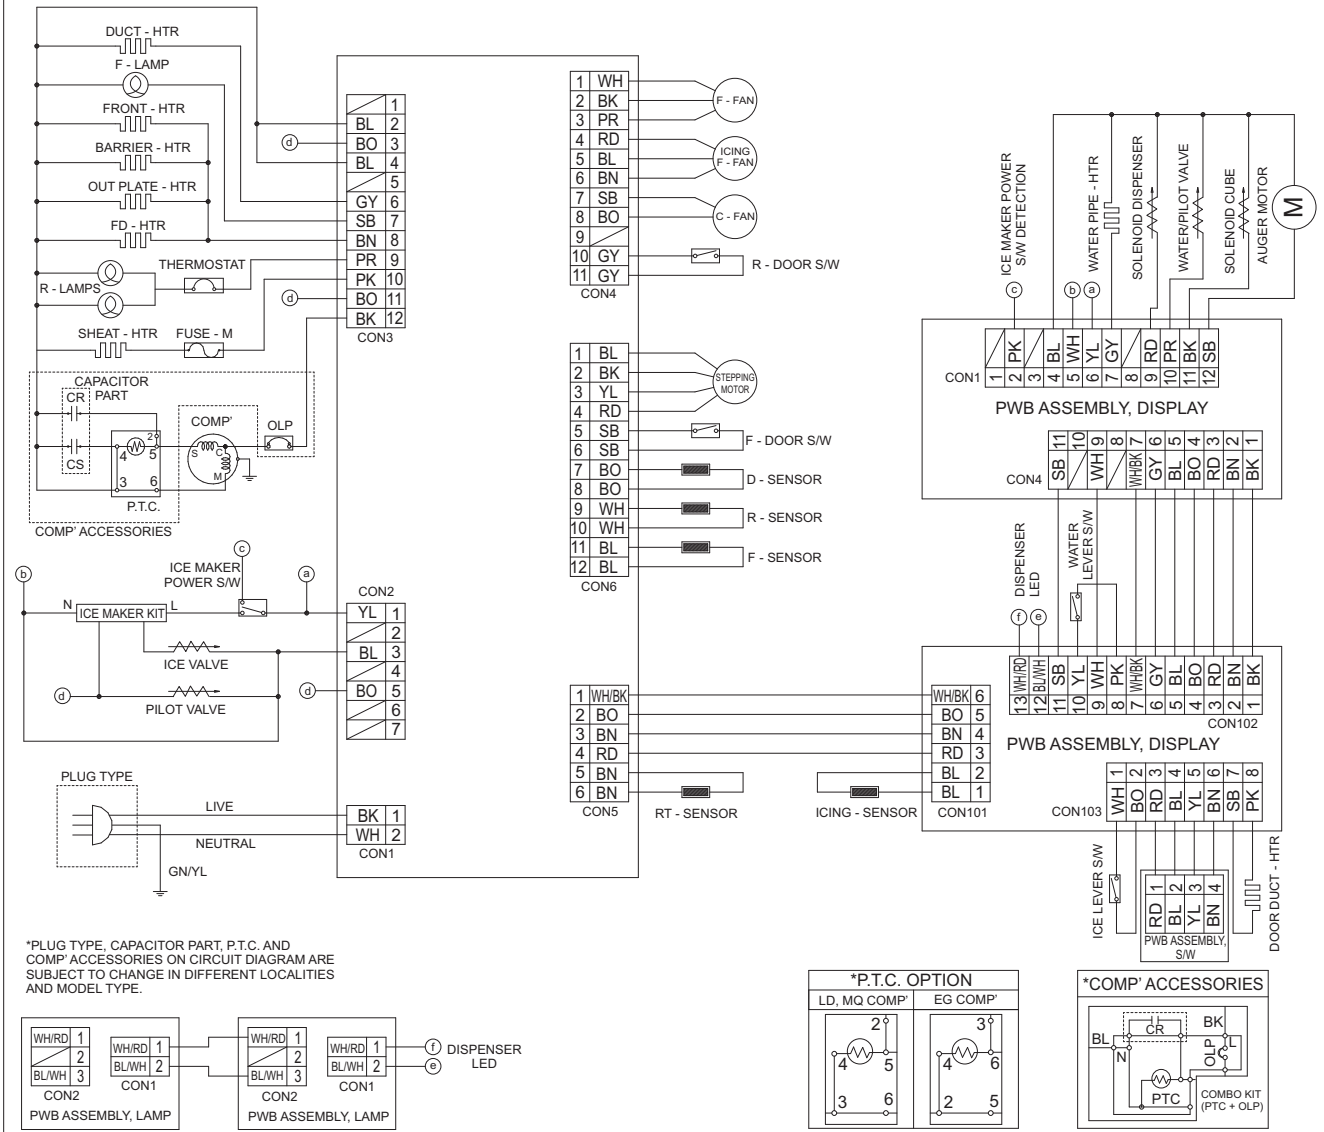 DUCT - HTR
F - LAMP
FRONT - HTR
BARRIER - HTR
OUT PLATE - HTR
FD - HTR
THERMOSTAT
R - LAMPS
SHEAT - HTR
FUSE - M
1
BL 2
d BO 3
BL 4
5
GY 6
SB 7
BN 8
PR 9
PK 10
d BO 11
BK 12
CON3
CAPACITOR
PART
CR
CS
COMP'
OLP
S C
M
2
4 5
3 6
P.T.C.
COMP' ACCESSORIES
c
ICE MAKER
POWER S/W
b
a
N ICE MAKER KIT L
ICE VALVE
d
PILOT VALVE
CON2
YL 1
2
BL 3
4
d BO 5
6
7
PLUG TYPE
LIVE
NEUTRAL
GN/YL
BK 1
WH 2
CON1
1 WH
2 BK
3 PR
F - FAN
4 RD
5 BL
6 BN
ICING
F - FAN
7 SB
8 BO
C - FAN
9
10 GY
11 GY
R - DOOR S/W
CON4
1 BL
2 BK
3 YL
4 RD
STEPPING
MOTOR
5 SB
6 SB
F - DOOR S/W
7 BO
8 BO
D - SENSOR
9 WH
10 WH
R - SENSOR
11 BL
12 BL
F - SENSOR
CON6
1 WH/BK
2 BO
3 BN
4 RD
5 BN
6 BN
CON5
RT - SENSOR
WH/BK 6
BO 5
BN 4
RD 3
BL 2
BL 1
CON101
ICING - SENSOR
ICE MAKER POWER
S/W DETECTION
WATER PIPE - HTR
SOLENOID DISPENSER
WATER/PILOT VALVE
SOLENOID CUBE
AUGER MOTOR
M
c b a
PK BL WH YL GY RD PR BK SB
CON1 1 2 3 4 5 6 7 8 9 10 11 12
PWB ASSEMBLY, DISPLAY
11 10 9 8 7 6 5 4 3 2 1
CON4 SB WH WH/BK GY BL BO RD BN BK
DISPENSER
LED
WATER
LEVER S/W
f e
WH/RD BL/WH SB YL WH PK WH/BK GY BL BO RD BN BK
13 12 11 10 9 8 7 6 5 4 3 2 1
CON102
PWB ASSEMBLY, DISPLAY
1 2 3 4 5 6 7 8
CON103 WH BO RD BL YL BN SB PK
ICE LEVER S/W
1 2 3 4
RD BL YL BN
PWB ASSEMBLY,
S/W
DOOR DUCT - HTR
*PLUG TYPE, CAPACITOR PART, P.T.C. AND
COMP' ACCESSORIES ON CIRCUIT DIAGRAM ARE
SUBJECT TO CHANGE IN DIFFERENT LOCALITIES
AND MODEL TYPE.
WH/RD 1
2
BL/WH 3
CON2
WH/RD 1
BL/WH 2
CON1
PWB ASSEMBLY, LAMP
WH/RD 1
2
BL/WH 3
CON2
WH/RD 1
BL/WH 2
CON1
PWB ASSEMBLY, LAMP
f
e
DISPENSER
LED
*P.T.C. OPTION
LD, MQ COMP' EG COMP'
2
4 5
3 6
3
4 6
2 5
*COMP' ACCESSORIES
CR
BK
BL
N
L
OLP
PTC
COMBO KIT
(PTC + OLP)